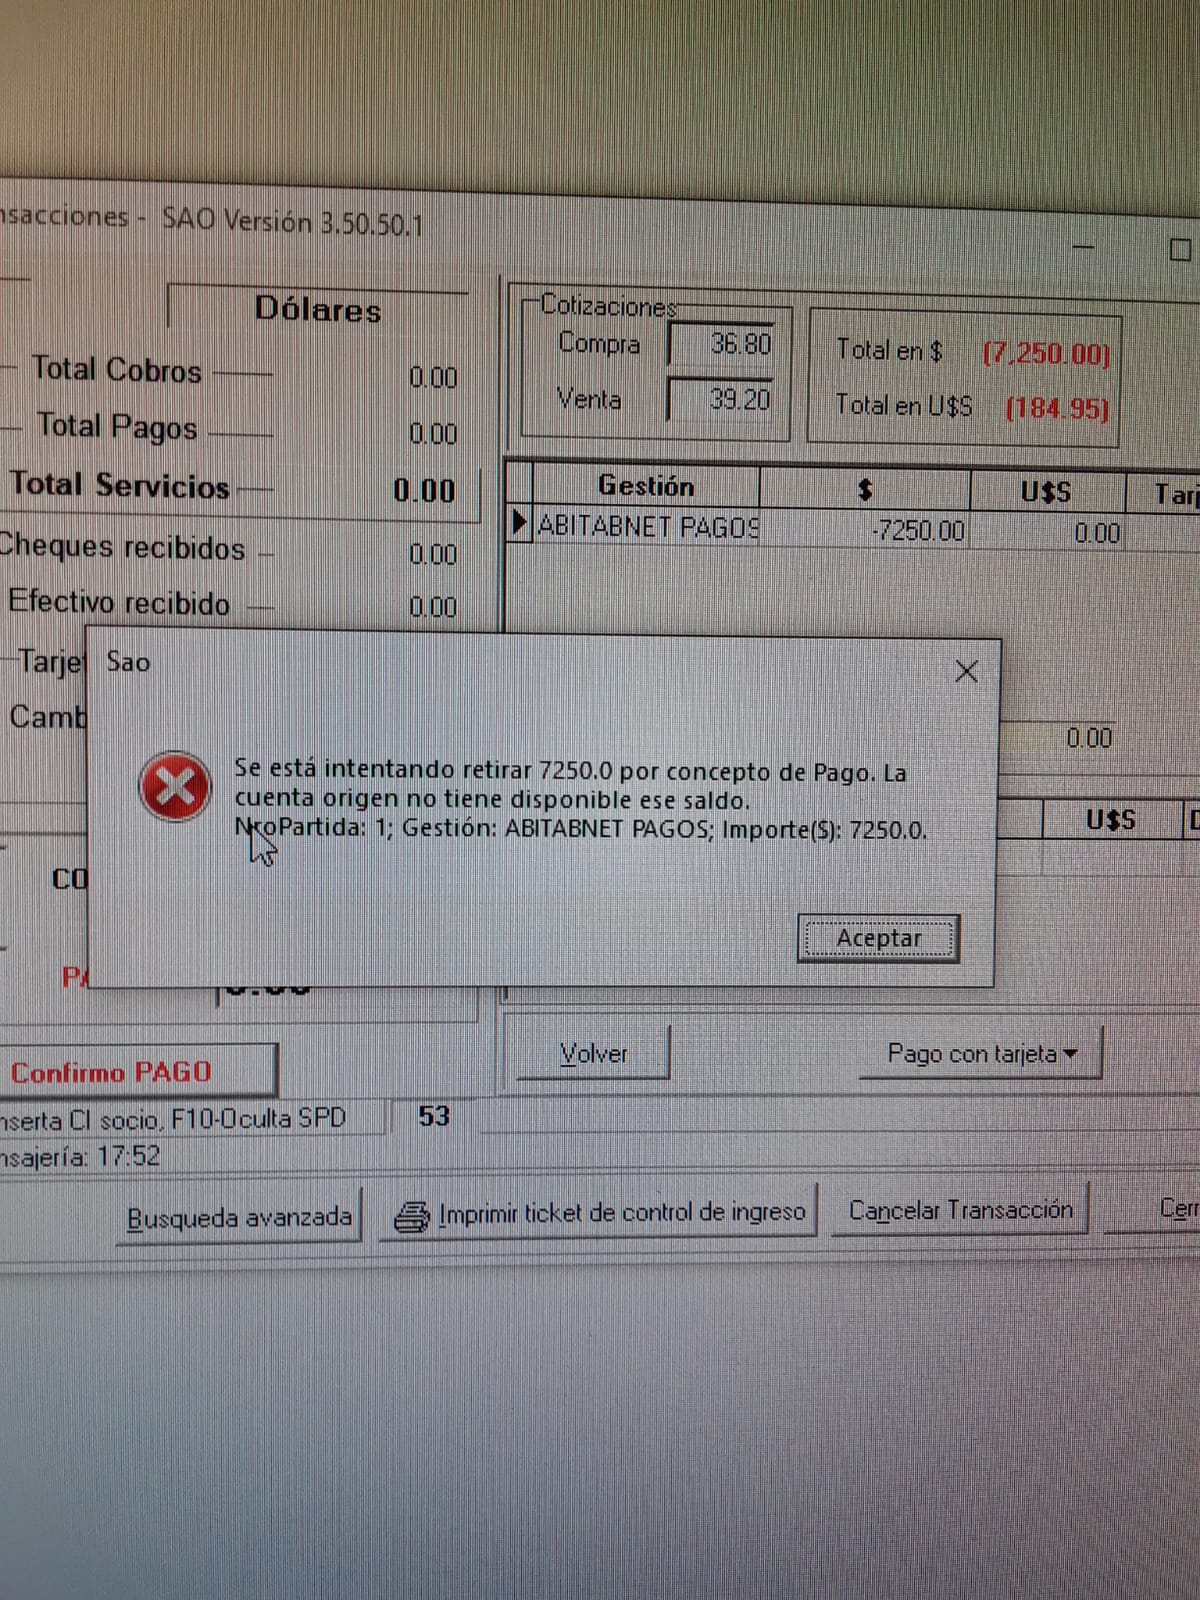 nsacciones - SAO Versión 3.50.50.1
Dólares
Total Cobros 0.00
Total Pagos 0.00
Total Servicios 0.00
Cheques recibidos 0.00
Efectivo recibido 0.00
Tarje
Camb
Cotizaciones
Compra 36.80
Venta 39.20
Total en $ (7,250.00)
Total en U$S (184.95)
Gestión $ U$S Tarj
ABITABNET PAGOS -7250.00 0.00
0.00
U$S
Sao
Se está intentando retirar 7250.0 por concepto de Pago. La
cuenta origen no tiene disponible ese saldo.
NroPartida: 1; Gestión: ABITABNET PAGOS; Importe($): 7250.0.
Aceptar
CO
PA
Confirmo PAGO
Volver
Pago con tarjeta
nserta CI socio, F10-Oculta SPD 53
nsajería: 17:52
Busqueda avanzada
Imprimir ticket de control de ingreso
Cancelar Transacción
Cerr